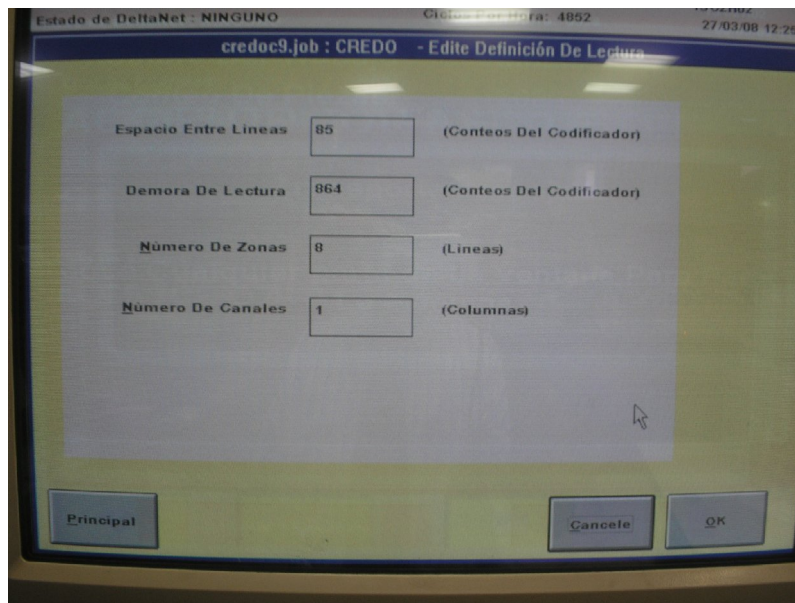 Estado de DeltaNet : NINGUNO
Ciclos Por Hora: 4852
27/03/08 12:25
credoc9.job : CREDO - Edite Definición De Lectura
Espacio Entre Lineas 85 (Conteos Del Codificador)
Demora De Lectura 864 (Conteos Del Codificador)
Número De Zonas 8 (Lineas)
Número De Canales 1 (Columnas)
Principal
Cancele
OK